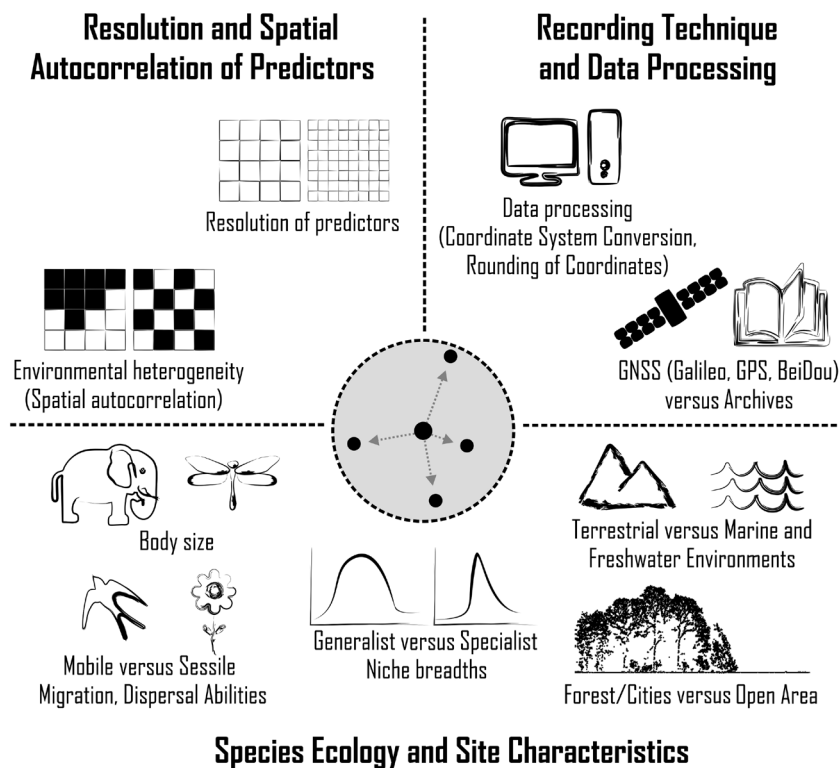 Resolution and Spatial
Autocorrelation of Predictors
Recording Technique
and Data Processing
Resolution of predictors
Data processing
(Coordinate System Conversion,
Rounding of Coordinates)
Environmental heterogeneity
(Spatial autocorrelation)
GNSS (Galileo, GPS, BeiDou)
versus Archives
Body size
Terrestrial versus Marine and
Freshwater Environments
Mobile versus Sessile
Migration, Dispersal Abilities
Generalist versus Specialist
Niche breadths
Forest/Cities versus Open Area
Species Ecology and Site Characteristics